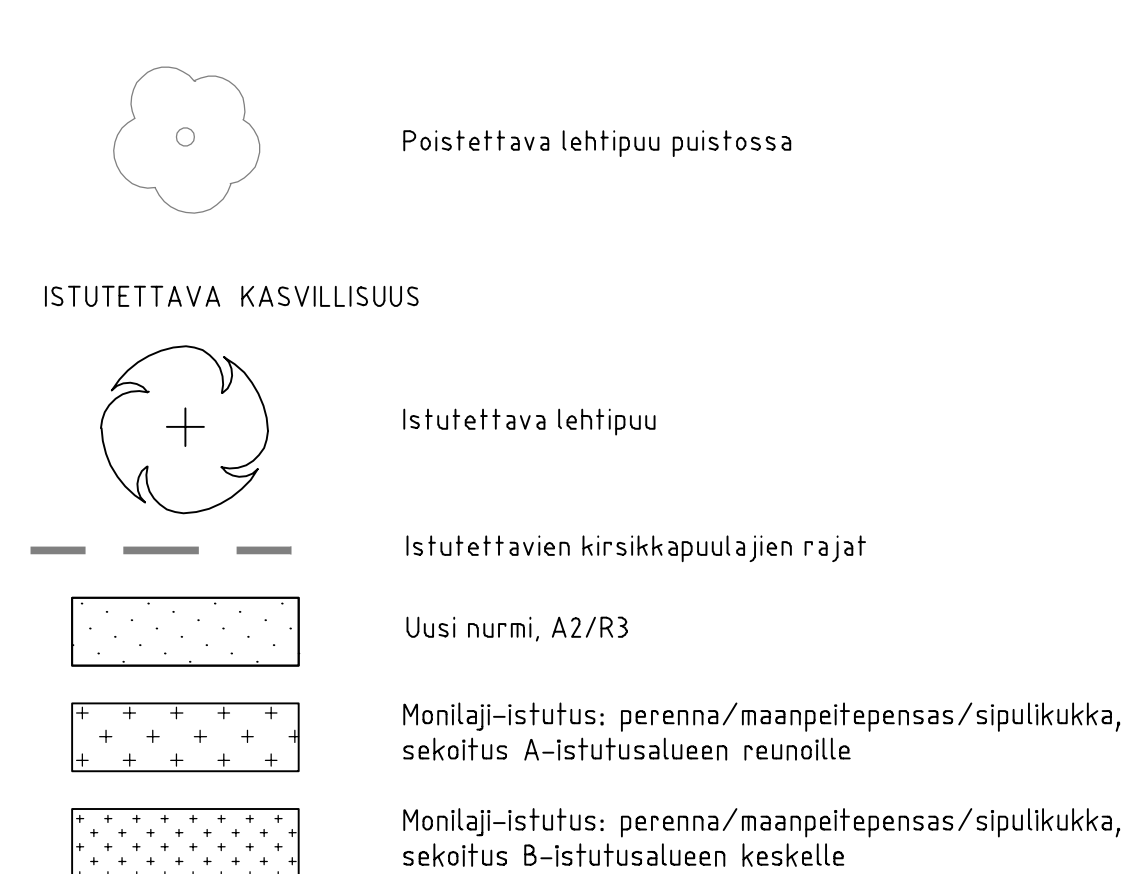 Poistettava lehtipuu puistossa
ISTUTETTAVA KASVILLISUUS
Istutettava lehtipuu
Istutettavien kirsikkapuulajien rajat
Uusi nurmi, A2/R3
Monilaji-istutus: perenna/maanpeitepensas/sipulikukka,
sekoitus A-istutusalueen reunoille
Monilaji-istutus: perenna/maanpeitepensas/sipulikukka,
sekoitus B-istutusalueen keskelle